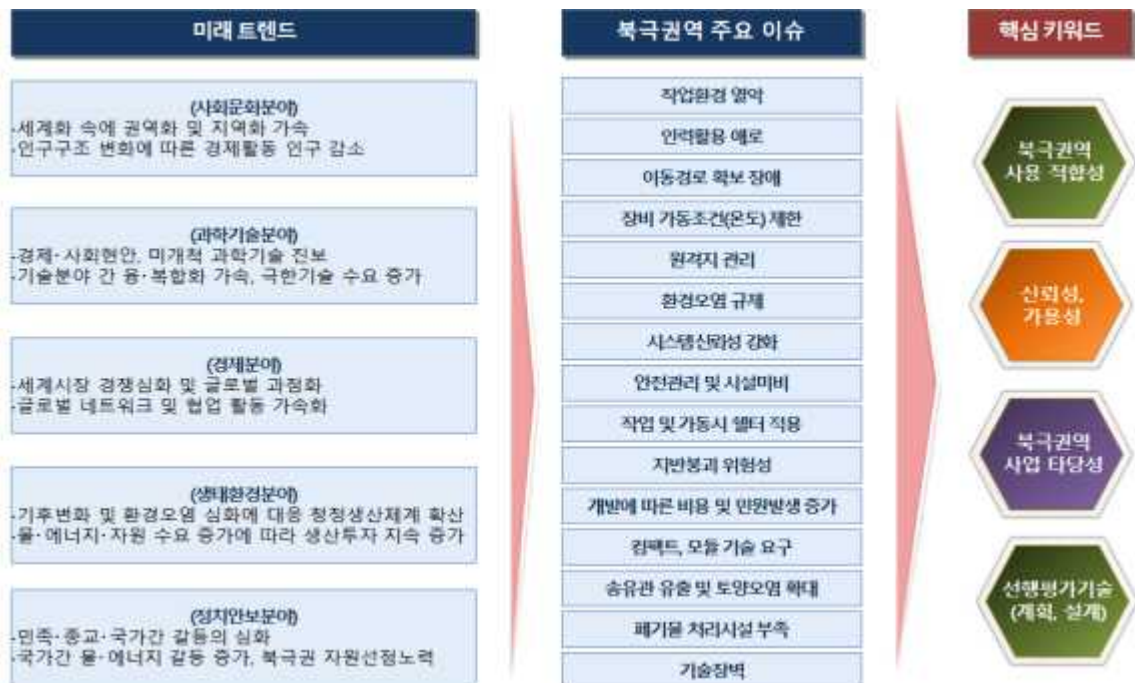 미래 트렌드
(사회문화분야)
-세계화 속에 권역화 및 지역화 가속
-인구구조 변화에 따른 경제활동 인구 감소
(과학기술분야)
-경제·사회현안, 미개척 과학기술 진보
-기술분야 간 융·복합화 가속, 극한기술 수요 증가
(경제분야)
-세계시장 경쟁심화 및 글로벌 과점화
-글로벌 네트워크 및 협업 활동 가속화
(생태환경분야)
-기후변화 및 환경오염 심화에 대응 청정생산체계 확산
-물·에너지·자원 수요 증가에 따라 생산투자 지속 증가
(정치안보분야)
-민족·종교·국가간 갈등의 심화
-국가간 물·에너지 갈등 증가, 북극권 자원선점노력
북극권역 주요 이슈
작업환경 열악
인력활용 애로
이동경로 확보 장애
장비 가동조건(온도) 제한
원격지 관리
환경오염 규제
시스템신뢰성 강화
안전관리 및 시설미비
작업 및 가동시 쉘터 적용
지반붕괴 위험성
개발에 따른 비용 및 민원발생 증가
컴팩트, 모듈 기술 요구
송유관 유출 및 토양오염 확대
폐기물 처리시설 부족
기술장벽
핵심 키워드
북극권역
사용 적합성
신뢰성,
가용성
북극권역
사업 타당성
선행평가기술
(계획, 설계)